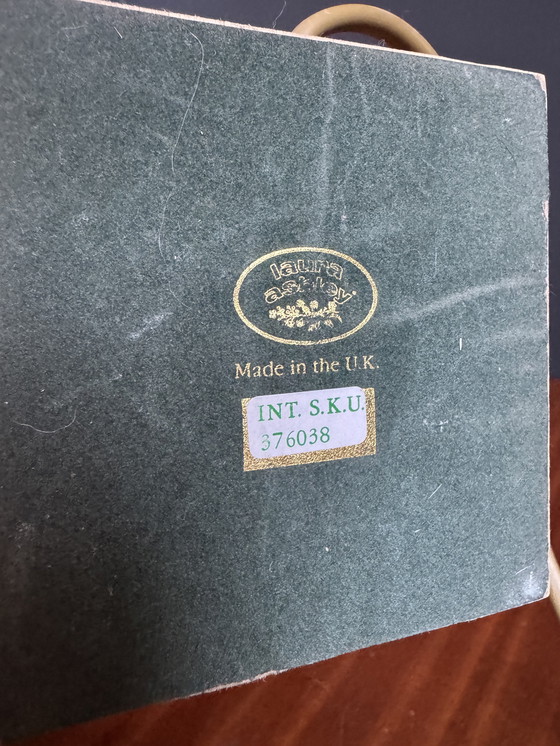 laura
ashley®
Made in the U.K.
INT. S.K.U.
376038